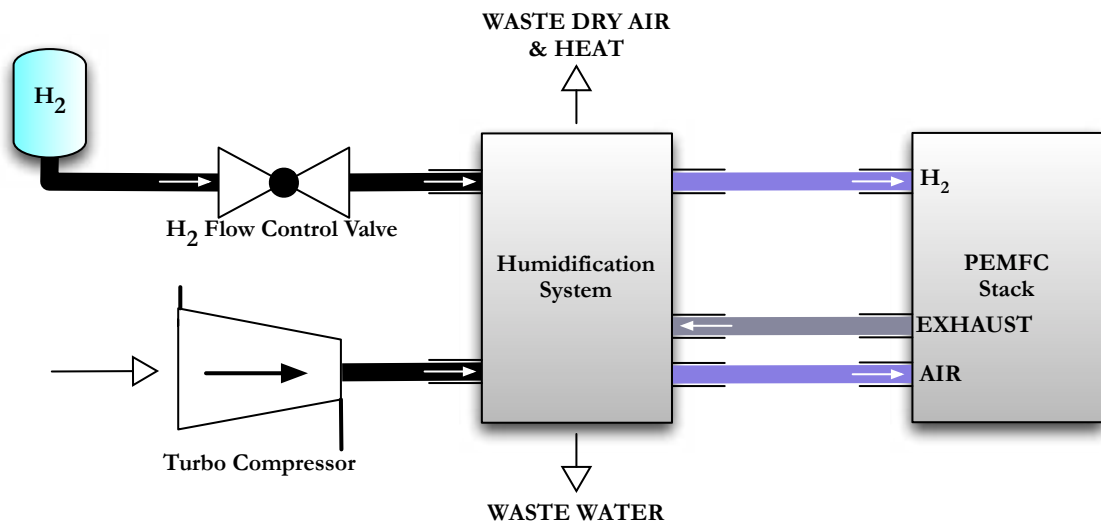 WASTE DRY AIR
& HEAT
H2
H2
H2 Flow Control Valve
Humidification
System
PEMFC
Stack
EXHAUST
AIR
Turbo Compressor
WASTE WATER